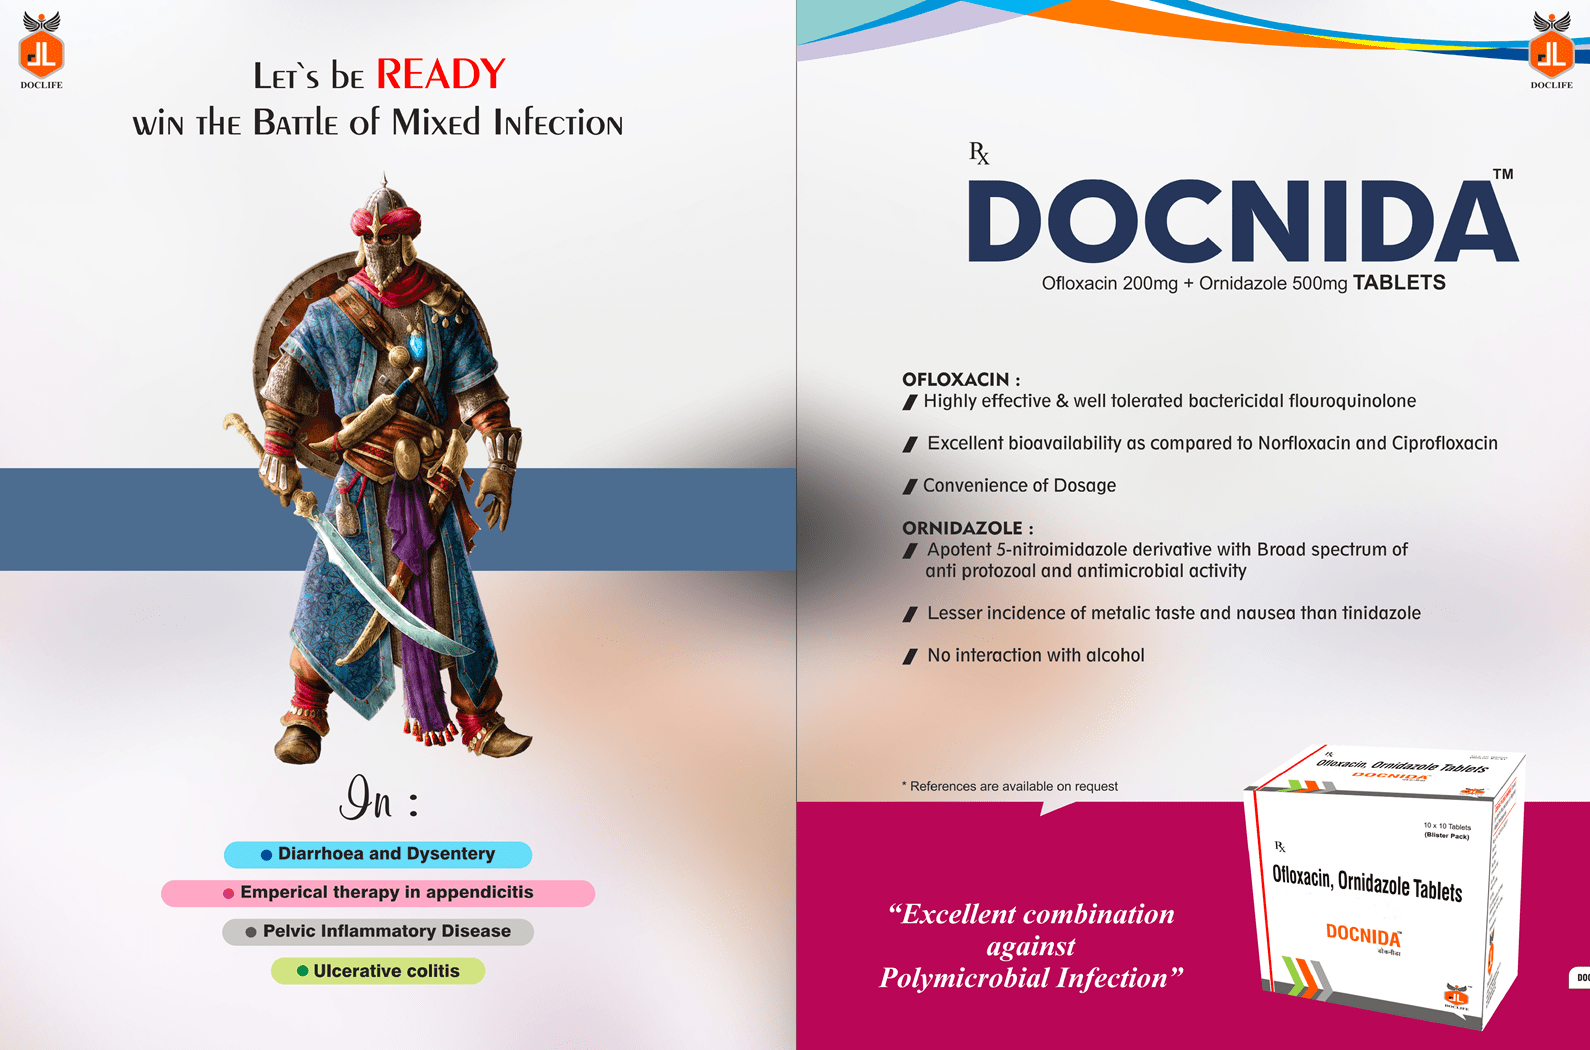 DOCLIFE
LET`S BE READY
WIN THE BATTLE OF MIXED INFECTION
In :
Diarrhoea and Dysentery
Emperical therapy in appendicitis
Pelvic Inflammatory Disease
Ulcerative colitis
DOCLIFE
Rx
DOCNIDA™
Ofloxacin 200mg + Ornidazole 500mg TABLETS
OFLOXACIN :
Highly effective & well tolerated bactericidal flouroquinolone
Excellent bioavailability as compared to Norfloxacin and Ciprofloxacin
Convenience of Dosage
ORNIDAZOLE :
Apotent 5-nitroimidazole derivative with Broad spectrum of
anti protozoal and antimicrobial activity
Lesser incidence of metalic taste and nausea than tinidazole
No interaction with alcohol
* References are available on request
“Excellent combination
against
Polymicrobial Infection”
Rx
Ofloxacin, Ornidazole Tablets
DOCNIDA
10 x 10 Tablets
(Blister Pack)
Rx
Ofloxacin, Ornidazole Tablets
DOCNIDA™
डॉकनीडा
DOCLIFE
DOC